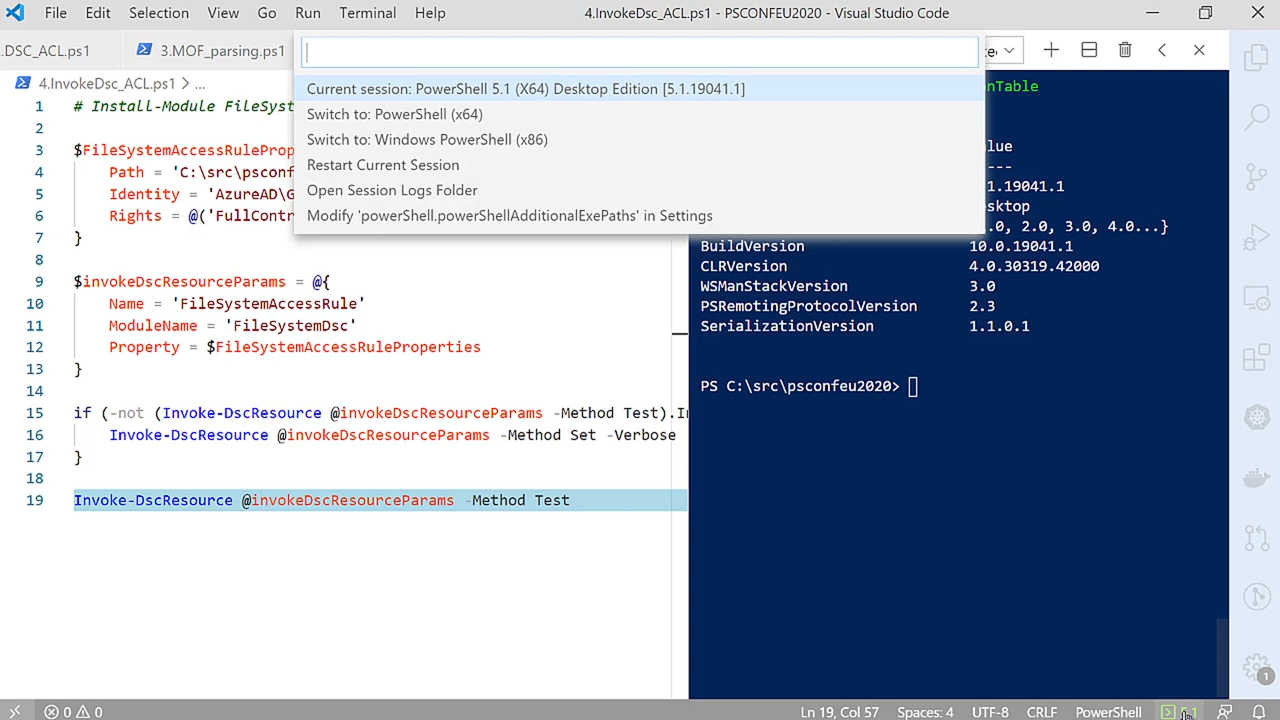 File Edit Selection View Go Run Terminal Help
4.InvokeDsc_ACL.ps1 - PSCONFEU2020 - Visual Studio Code
.DSC_ACL.ps1
3.MOF_parsing.ps1
4.InvokeDsc_ACL.ps1 > ...
Current session: PowerShell 5.1 (X64) Desktop Edition [5.1.19041.1]
Switch to: PowerShell (x64)
Switch to: Windows PowerShell (x86)
Restart Current Session
Open Session Logs Folder
Modify 'powerShell.powerShellAdditionalExePaths' in Settings
1 # Install-Module FileSyst
2
3 $FileSystemAccessRuleProp
4 Path = 'C:\src\psconf
5 Identity = 'AzureAD\G
6 Rights = @('FullContr
7 }
8
9 $invokeDscResourceParams = @{
10 Name = 'FileSystemAccessRule'
11 ModuleName = 'FileSystemDsc'
12 Property = $FileSystemAccessRuleProperties
13 }
14
15 if (-not (Invoke-DscResource @invokeDscResourceParams -Method Test).I
16 Invoke-DscResource @invokeDscResourceParams -Method Set -Verbose
17 }
18
19 Invoke-DscResource @invokeDscResourceParams -Method Test
onTable
alue
---
1.19041.1
esktop
.0, 2.0, 3.0, 4.0...}
BuildVersion 10.0.19041.1
CLRVersion 4.0.30319.42000
WSManStackVersion 3.0
PSRemotingProtocolVersion 2.3
SerializationVersion 1.1.0.1
PS C:\src\psconfeu2020>
1
0 0 Ln 19, Col 57 Spaces: 4 UTF-8 CRLF PowerShell 5.1